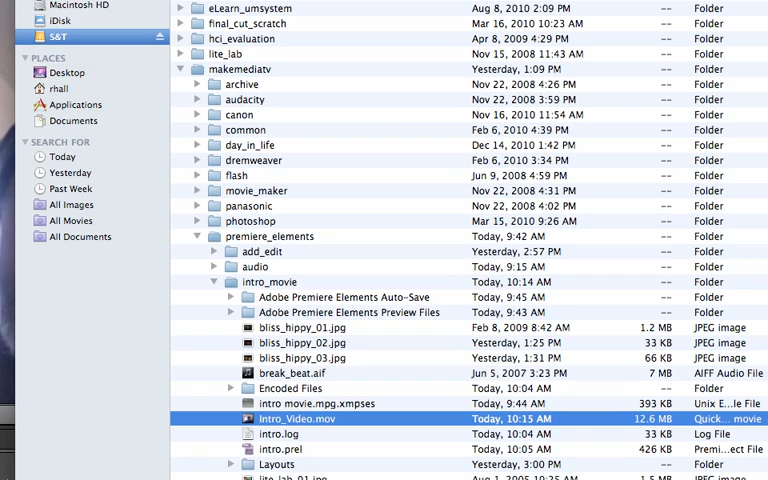 Macintosh HD
iDisk
S&T
PLACES
Desktop
rhall
Applications
Documents
SEARCH FOR
Today
Yesterday
Past Week
All Images
All Movies
All Documents
eLearn_umsystem Aug 8, 2010 2:09 PM -- Folder
final_cut_scratch Mar 16, 2010 10:23 AM -- Folder
hci_evaluation Apr 8, 2009 4:29 PM -- Folder
lite_lab Nov 15, 2008 11:43 AM -- Folder
makemediatv Yesterday, 1:09 PM -- Folder
archive Nov 22, 2008 4:26 PM -- Folder
audacity Nov 22, 2008 3:59 PM -- Folder
canon Nov 16, 2010 11:54 AM -- Folder
common Feb 6, 2010 4:39 PM -- Folder
day_in_life Dec 14, 2010 1:42 PM -- Folder
dremweaver Feb 6, 2010 3:34 PM -- Folder
flash Jun 9, 2008 4:59 PM -- Folder
movie_maker Nov 22, 2008 4:31 PM -- Folder
panasonic Nov 22, 2008 4:02 PM -- Folder
photoshop Mar 15, 2010 9:26 AM -- Folder
premiere_elements Today, 9:42 AM -- Folder
add_edit Yesterday, 2:57 PM -- Folder
audio Today, 9:15 AM -- Folder
intro_movie Today, 10:14 AM -- Folder
Adobe Premiere Elements Auto-Save Today, 9:45 AM -- Folder
Adobe Premiere Elements Preview Files Today, 9:43 AM -- Folder
bliss_hippy_01.jpg Feb 8, 2009 8:42 AM 1.2 MB JPEG image
bliss_hippy_02.jpg Yesterday, 1:25 PM 33 KB JPEG image
bliss_hippy_03.jpg Yesterday, 1:31 PM 66 KB JPEG image
break_beat.aif Jun 5, 2007 3:23 PM 7 MB AIFF Audio File
Encoded Files Today, 10:04 AM -- Folder
intro movie.mpg.xmpses Today, 9:44 AM 393 KB Unix E...le File
Intro_Video.mov Today, 10:15 AM 12.6 MB Quick... movie
intro.log Today, 10:04 AM 33 KB Log File
intro.prel Today, 10:05 AM 426 KB Premi...ect File
Layouts Yesterday, 3:00 PM -- Folder
lite_lab_01.jpg Aug 1, 2005 10:25 AM 1.5 MB JPEG image